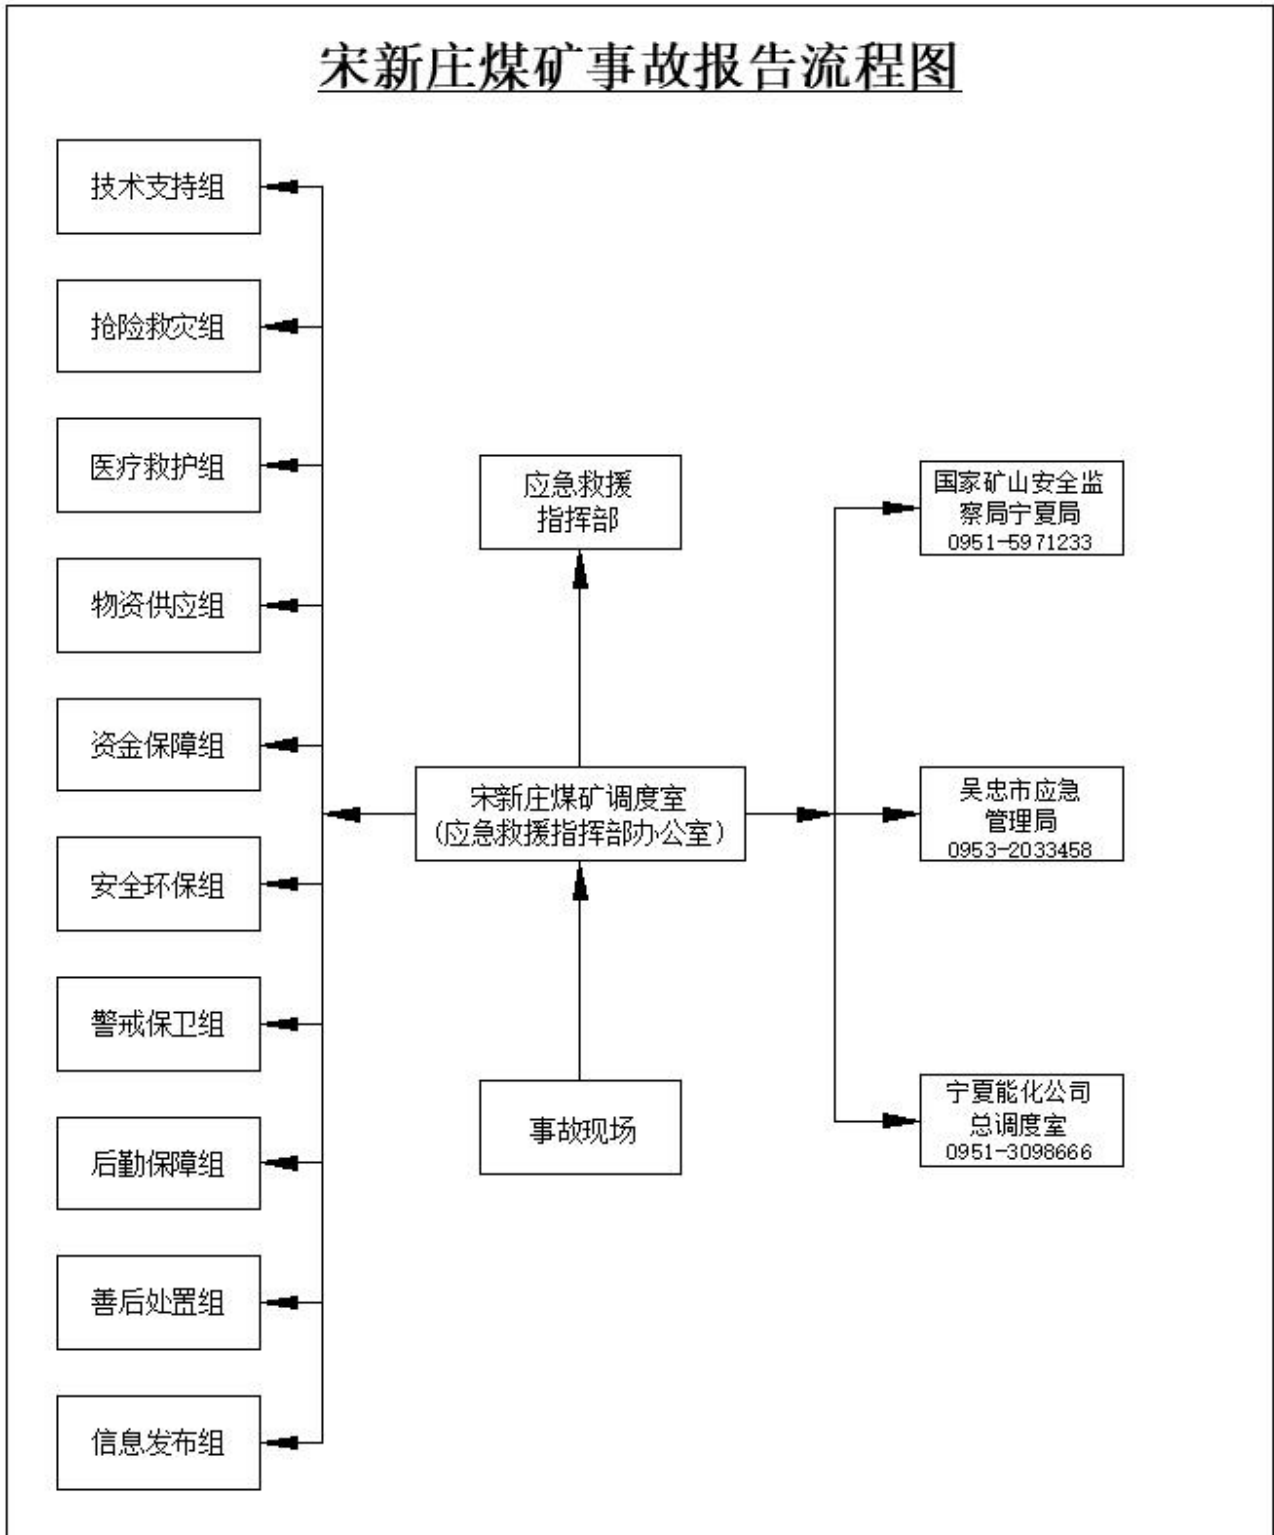 宋新庄煤矿事故报告流程图
技术支持组
抢险救灾组
医疗救护组
物资供应组
资金保障组
安全环保组
警戒保卫组
后勤保障组
善后处置组
信息发布组
应急救援
指挥部
宋新庄煤矿调度室
(应急救援指挥部办公室)
事故现场
国家矿山安全监
察局宁夏局
0951-5971233
吴忠市应急
管理局
0953-2033458
宁夏能化公司
总调度室
0951-3098666